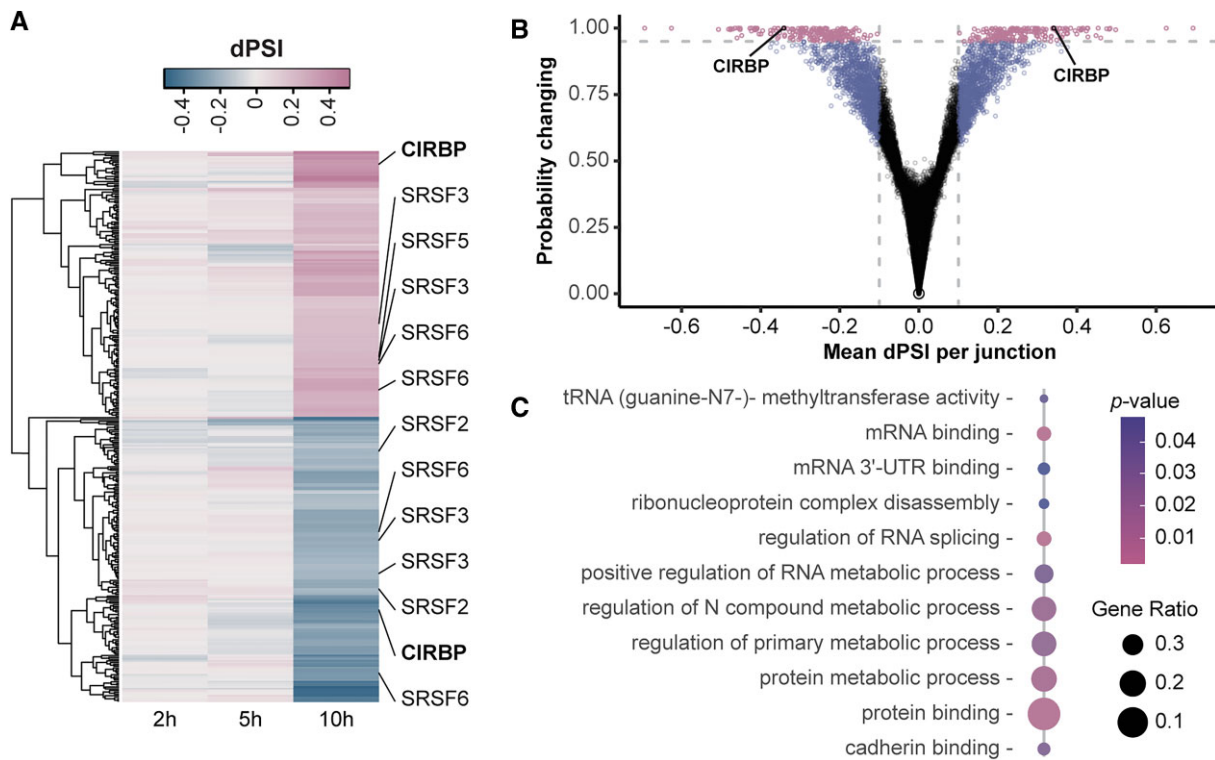 A
dPSI
-0.4
-0.2
0
0.2
0.4
CIRBP
SRSF3
SRSF5
SRSF3
SRSF6
SRSF6
SRSF2
SRSF6
SRSF3
SRSF3
SRSF2
CIRBP
SRSF6
2h 5h 10h
B
Probability changing
1.00
0.75
0.50
0.25
0.00
CIRBP
CIRBP
-0.6 -0.4 -0.2 0.0 0.2 0.4 0.6
Mean dPSI per junction
C
tRNA (guanine-N7-)- methyltransferase activity -
mRNA binding -
mRNA 3'-UTR binding -
ribonucleoprotein complex disassembly -
regulation of RNA splicing -
positive regulation of RNA metabolic process -
regulation of N compound metabolic process -
regulation of primary metabolic process -
protein metabolic process -
protein binding -
cadherin binding -
p-value
0.04
0.03
0.02
0.01
Gene Ratio
0.3
0.2
0.1